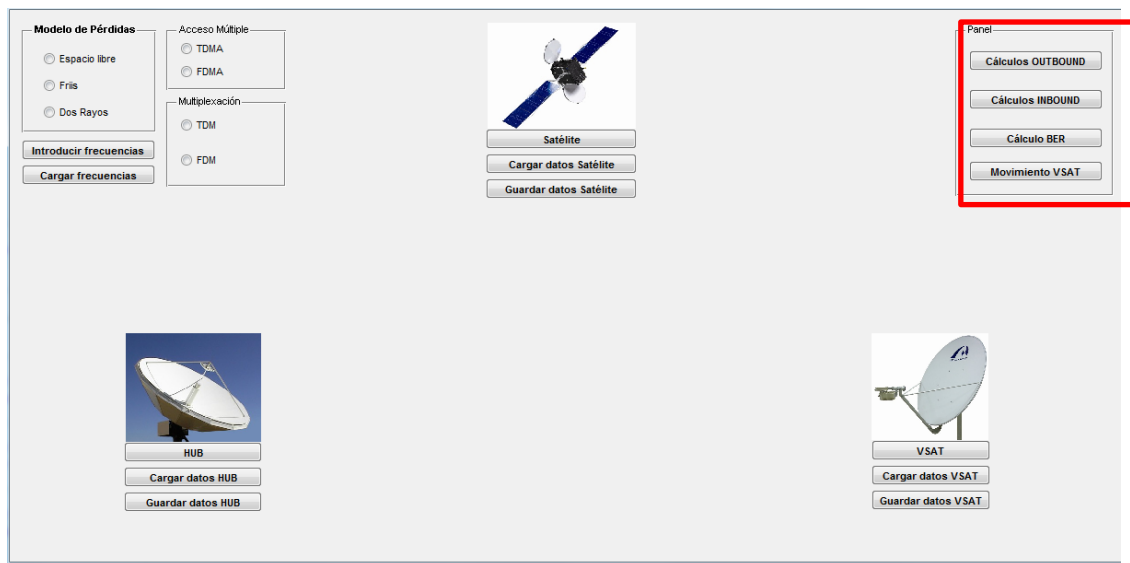 Modelo de Pérdidas
Espacio libre
Friis
Dos Rayos
Introducir frecuencias
Cargar frecuencias
Acceso Múltiple
TDMA
FDMA
Multiplexación
TDM
FDM
Satélite
Cargar datos Satélite
Guardar datos Satélite
Panel
Cálculos OUTBOUND
Cálculos INBOUND
Cálculo BER
Movimiento VSAT
HUB
Cargar datos HUB
Guardar datos HUB
VSAT
Cargar datos VSAT
Guardar datos VSAT